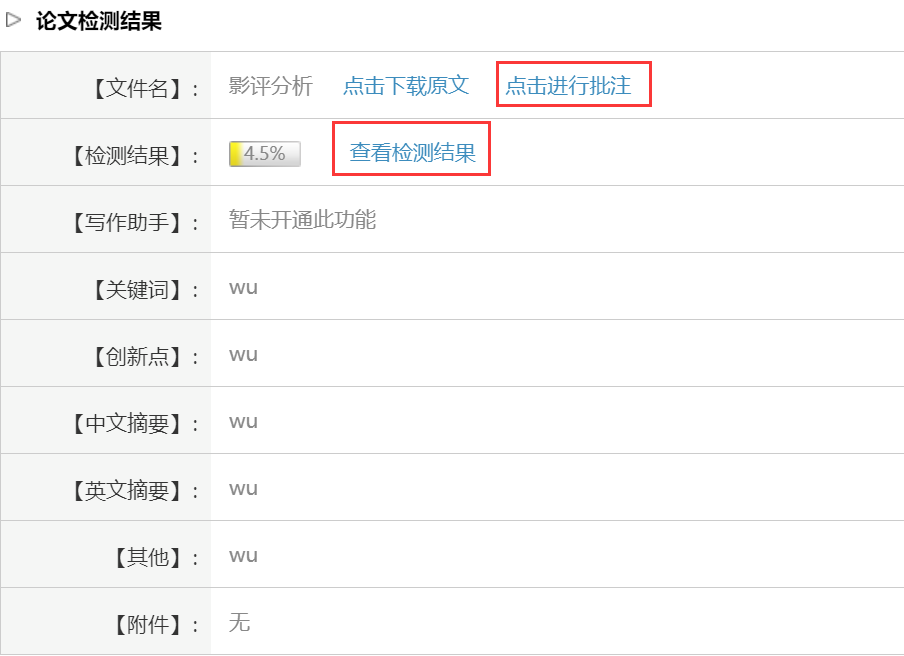 论文检测结果
【文件名】: 影评分析 点击下载原文 点击进行批注
【检测结果】: 4.5% 查看检测结果
【写作助手】: 暂未开通此功能
【关键词】: wu
【创新点】: wu
【中文摘要】: wu
【英文摘要】: wu
【其他】: wu
【附件】: 无